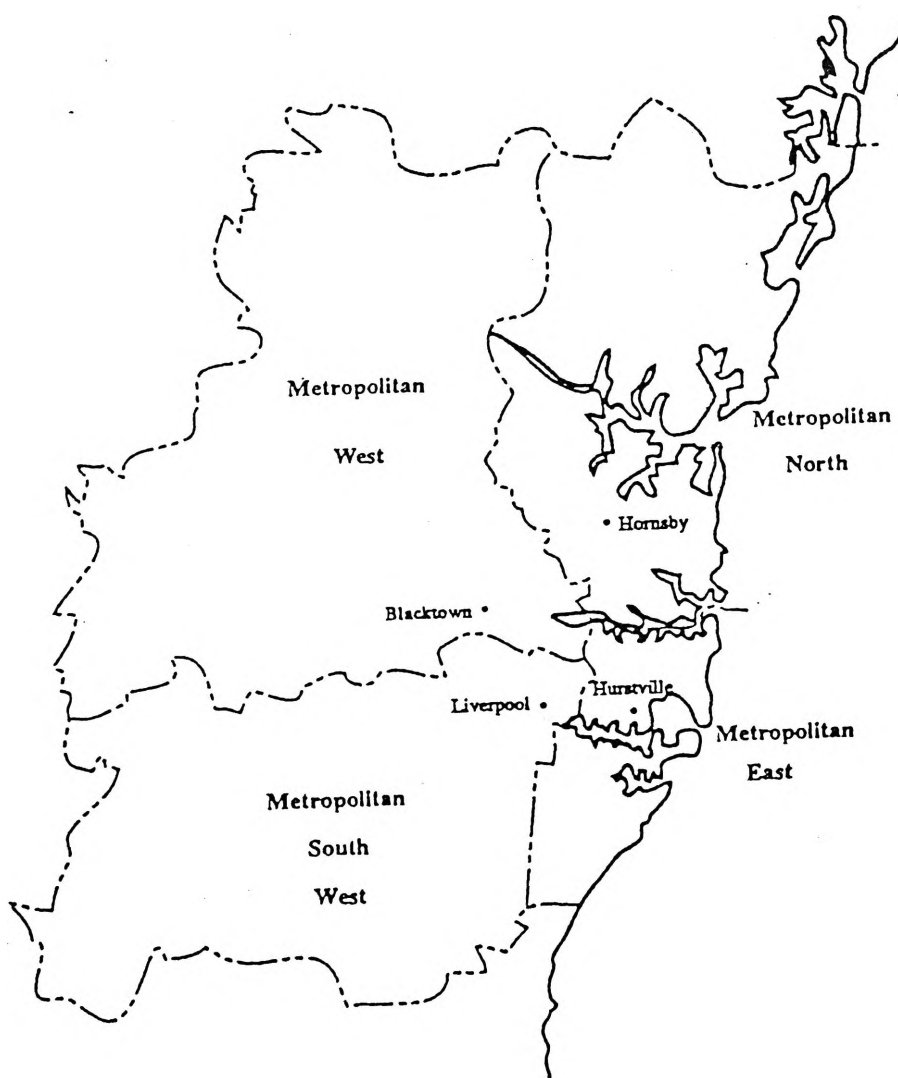 Metropolitan
West
Metropolitan
North
Hornsby
Blacktown
Hurstville
Liverpool
Metropolitan
East
Metropolitan
South
West